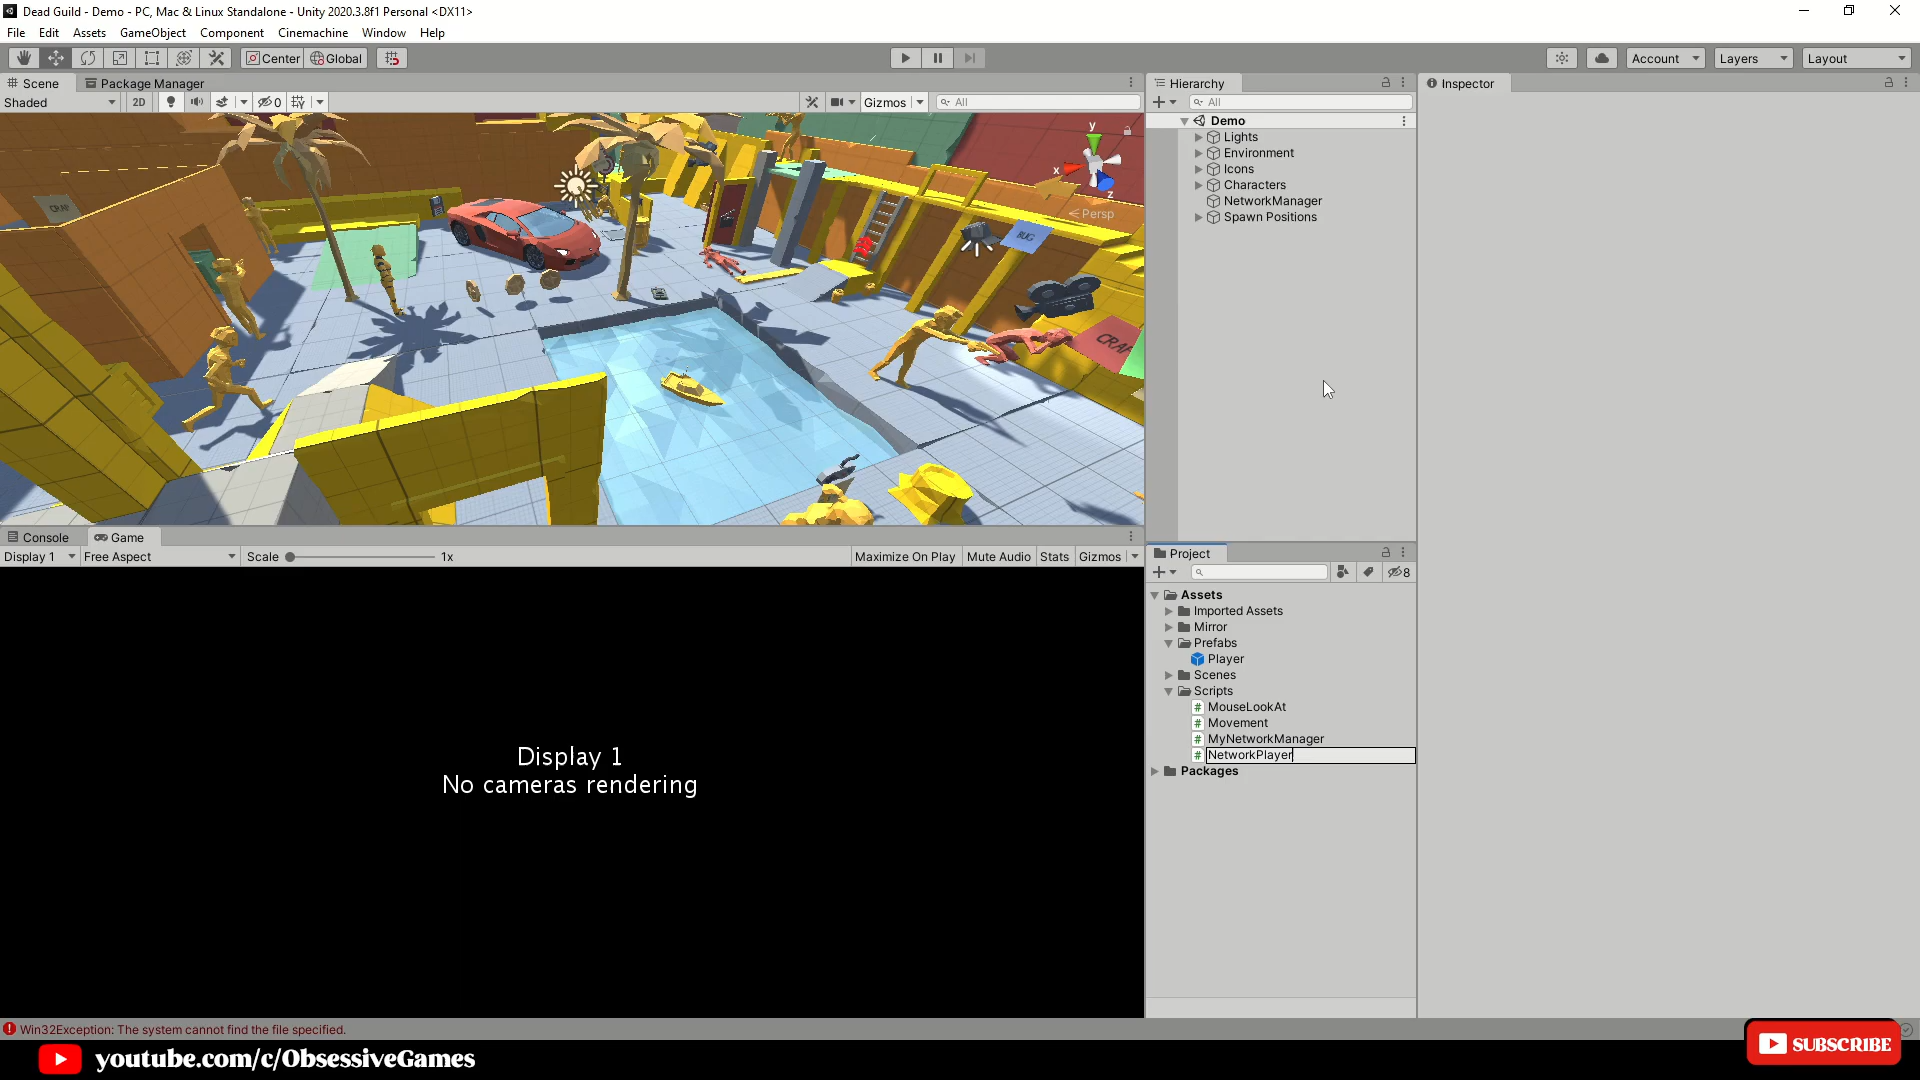 Dead Guild - Demo - PC, Mac & Linux Standalone - Unity 2020.3.8f1 Personal <DX11>
File Edit Assets GameObject Component Cinemachine Window Help
Center Global Account Layers Layout
Scene Package Manager
Shaded 2D 0 Gizmos All
CRAP
BUG
CRAP
y
x
z
Persp
Console Game
Display 1 Free Aspect Scale 1x Maximize On Play Mute Audio Stats Gizmos
Display 1
No cameras rendering
Hierarchy
All
Demo
Lights
Environment
Icons
Characters
NetworkManager
Spawn Positions
Project
8
Assets
Imported Assets
Mirror
Prefabs
Player
Scenes
Scripts
MouseLookAt
Movement
MyNetworkManager
NetworkPlayer
Packages
Inspector
Win32Exception: The system cannot find the file specified.
youtube.com/c/ObsessiveGames
SUBSCRIBE